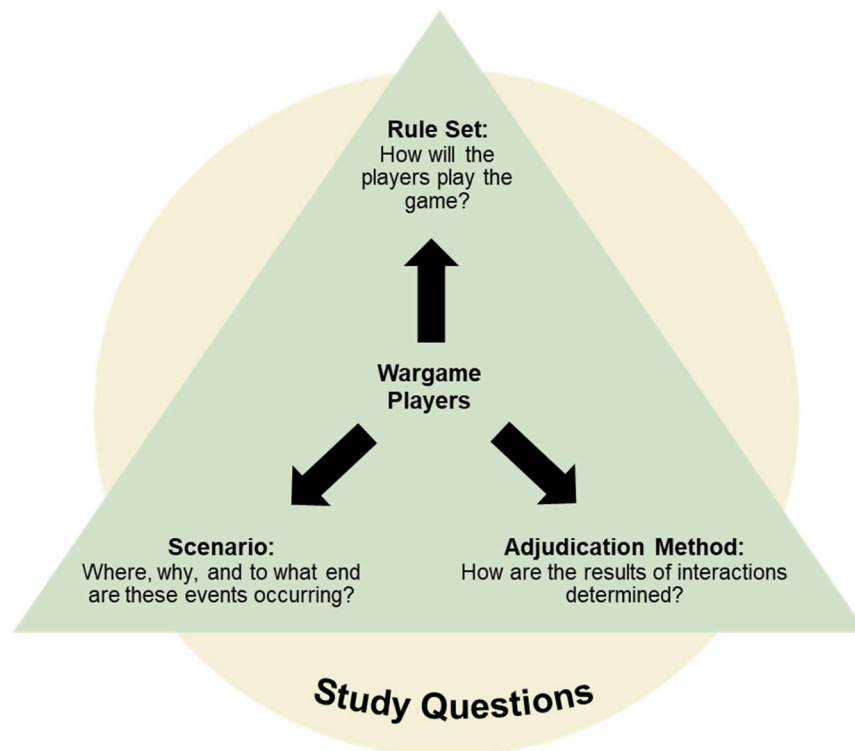 Rule Set:
How will the
players play the
game?
Wargame
Players
Scenario:
Where, why, and to what end
are these events occurring?
Adjudication Method:
How are the results of interactions
determined?
Study Questions